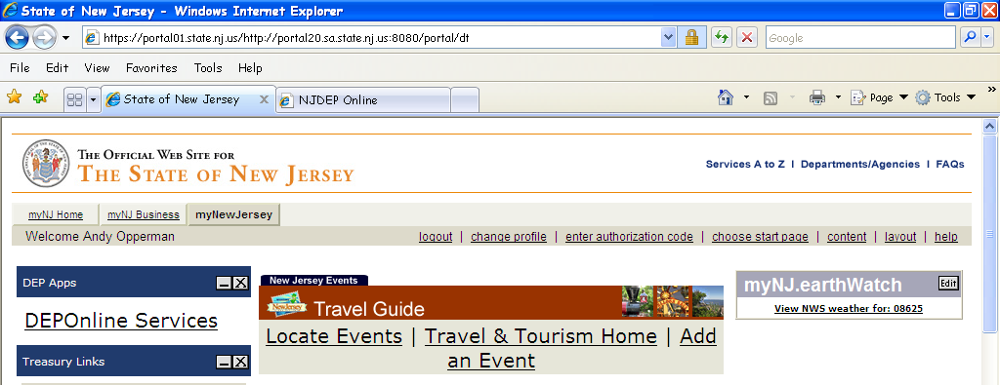 State of New Jersey - Windows Internet Explorer
https://portal01.state.nj.us/http://portal20.sa.state.nj.us:8080/portal/dt
Google
File Edit View Favorites Tools Help
State of New Jersey
NJDEP Online
Page Tools
THE OFFICIAL WEB SITE FOR
THE STATE OF NEW JERSEY
Services A to Z | Departments/Agencies | FAQs
myNJ Home myNJ Business myNewJersey
Welcome Andy Opperman
logout | change profile | enter authorization code | choose start page | content | layout | help
DEP Apps
DEPOnline Services
Treasury Links
New Jersey Events
New Jersey
Travel Guide
Locate Events | Travel & Tourism Home | Add
an Event
myNJ.earthWatch Edit
View NWS weather for: 08625